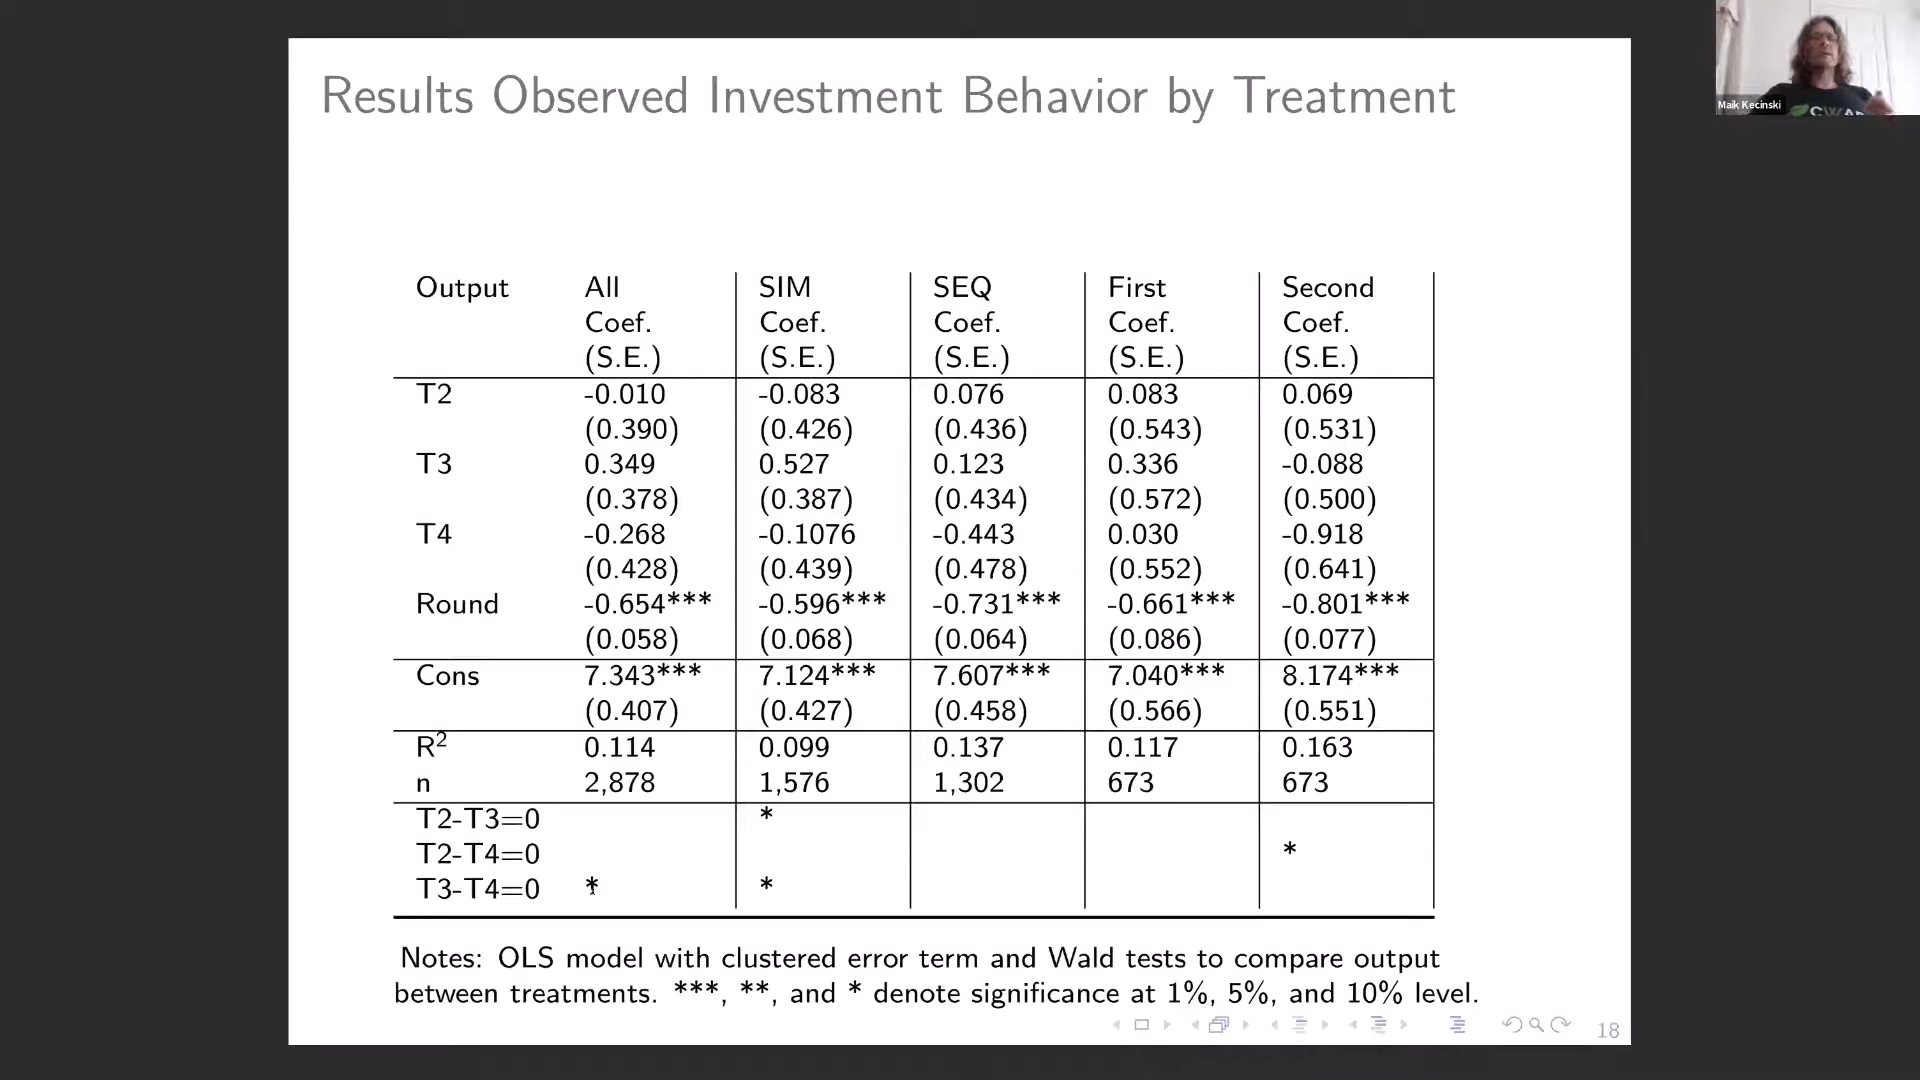 Results Observed Investment Behavior by Treatment
Maik Kecinski
Output All SIM SEQ First Second
Coef. Coef. Coef. Coef. Coef.
(S.E.) (S.E.) (S.E.) (S.E.) (S.E.)
T2 -0.010 -0.083 0.076 0.083 0.069
(0.390) (0.426) (0.436) (0.543) (0.531)
T3 0.349 0.527 0.123 0.336 -0.088
(0.378) (0.387) (0.434) (0.572) (0.500)
T4 -0.268 -0.1076 -0.443 0.030 -0.918
(0.428) (0.439) (0.478) (0.552) (0.641)
Round -0.654*** -0.596*** -0.731*** -0.661*** -0.801***
(0.058) (0.068) (0.064) (0.086) (0.077)
Cons 7.343*** 7.124*** 7.607*** 7.040*** 8.174***
(0.407) (0.427) (0.458) (0.566) (0.551)
R² 0.114 0.099 0.137 0.117 0.163
n 2,878 1,576 1,302 673 673
T2-T3=0 *
T2-T4=0 *
T3-T4=0 * *
Notes: OLS model with clustered error term and Wald tests to compare output
between treatments. ***, **, and * denote significance at 1%, 5%, and 10% level.
18